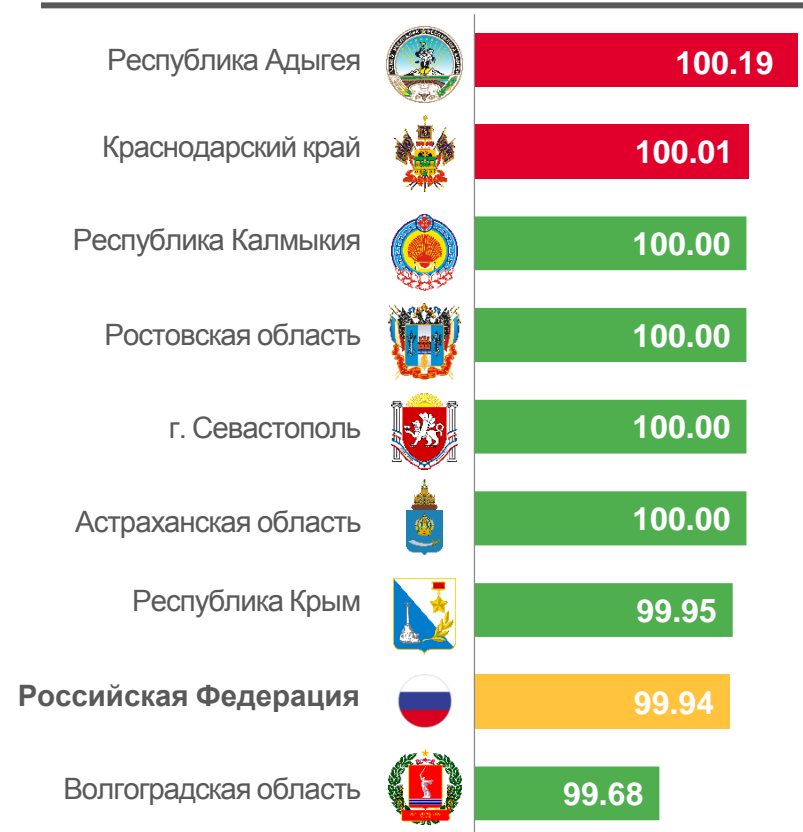 Республика Адыгея 100.19
Краснодарский край 100.01
Республика Калмыкия 100.00
Ростовская область 100.00
г. Севастополь 100.00
Астраханская область 100.00
Республика Крым 99.95
Российская Федерация 99.94
Волгоградская область 99.68